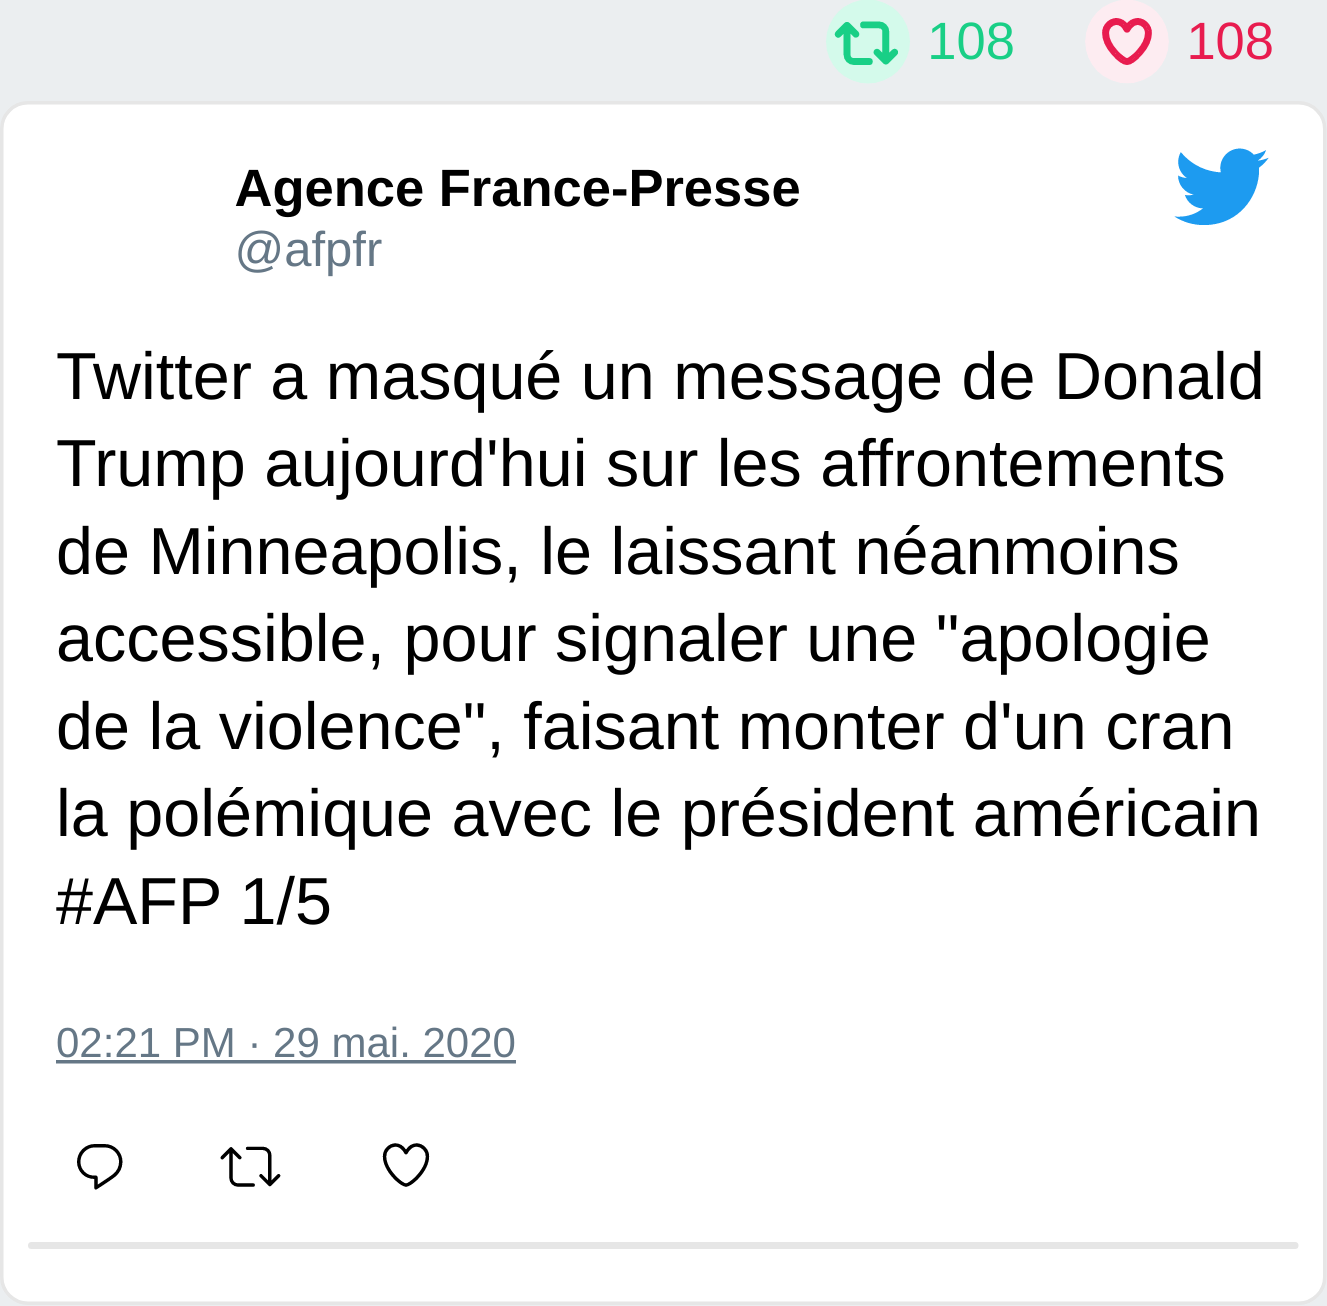 108 108
Agence France-Presse
@afpfr
Twitter a masqué un message de Donald
Trump aujourd'hui sur les affrontements
de Minneapolis, le laissant néanmoins
accessible, pour signaler une "apologie
de la violence", faisant monter d'un cran
la polémique avec le président américain
#AFP 1/5
02:21 PM · 29 mai. 2020